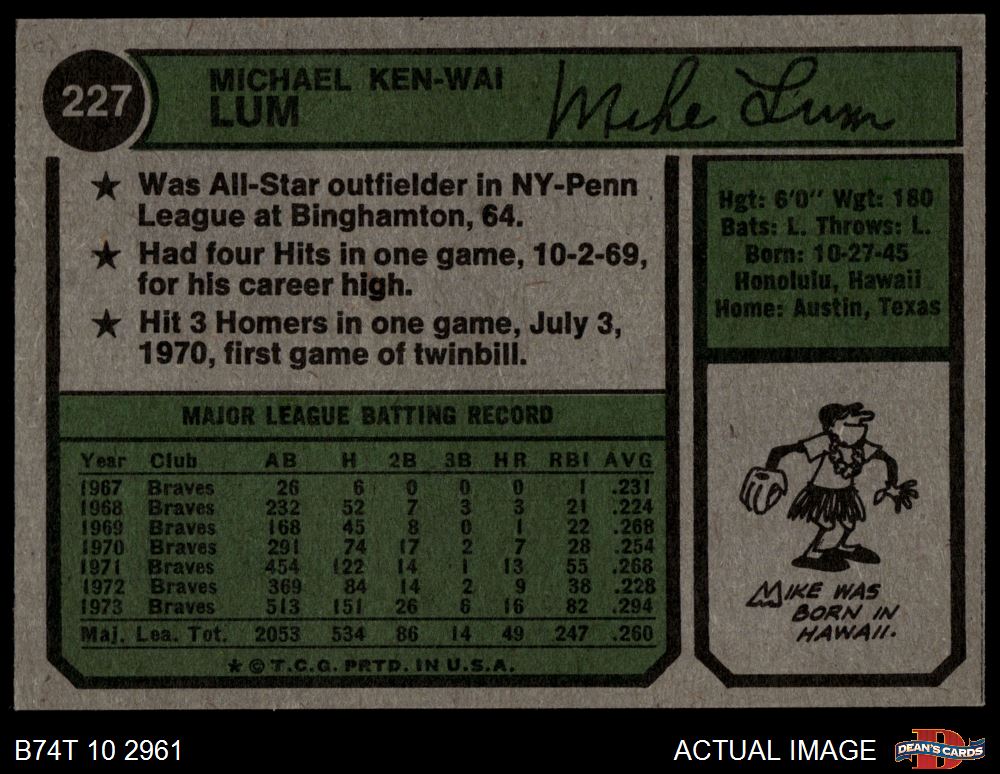 227
MICHAEL KEN-WAI
LUM
Mike Lum
★ Was All-Star outfielder in NY-Penn
League at Binghamton, 64.
★ Had four Hits in one game, 10-2-69,
for his career high.
★ Hit 3 Homers in one game, July 3,
1970, first game of twinbill.
Hgt: 6'0" Wgt: 180
Bats: L. Throws: L.
Born: 10-27-45
Honolulu, Hawaii
Home: Austin, Texas
MAJOR LEAGUE BATTING RECORD
Year Club AB H 2B 3B HR RBI AVG
1967 Braves 26 6 0 0 0 1 .231
1968 Braves 232 52 7 3 3 21 .224
1969 Braves 168 45 8 0 1 22 .268
1970 Braves 291 74 17 2 7 28 .254
1971 Braves 454 122 14 1 13 55 .268
1972 Braves 369 84 14 2 9 38 .228
1973 Braves 513 151 26 6 16 82 .294
Maj. Lea. Tot. 2053 534 86 14 49 247 .260
★ © T.C.G. PRTD. IN U.S.A.
MIKE WAS
BORN IN
HAWAII.
B74T 10 2961
ACTUAL IMAGE
D
DEAN'S CARDS